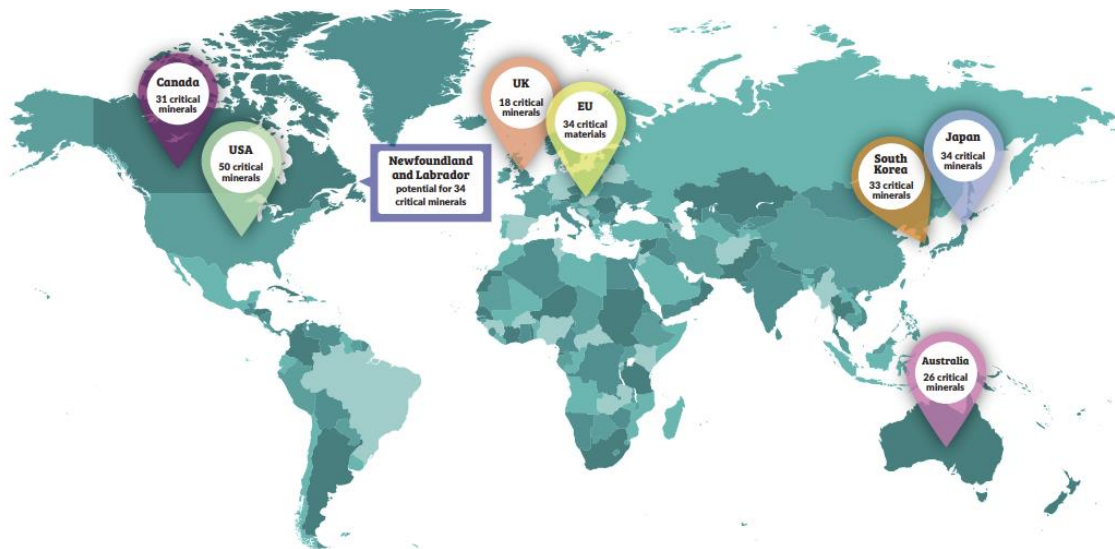 Canada
31 critical
minerals
USA
50 critical
minerals
Newfoundland
and Labrador
potential for 34
critical minerals
UK
18 critical
minerals
EU
34 critical
materials
South
Korea
33 critical
minerals
Japan
34 critical
minerals
Australia
26 critical
minerals